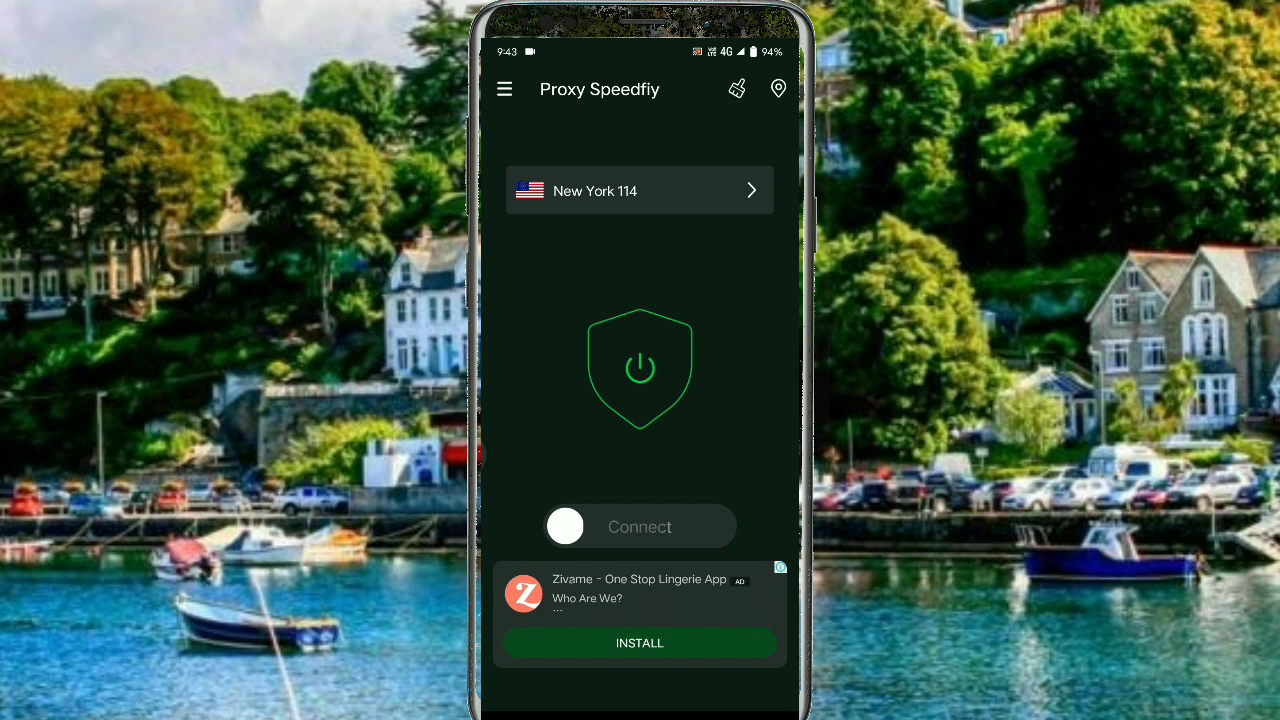 9:43 4G 94%
Proxy Speedfiy
New York 114
Connect
Zivame - One Stop Lingerie App AD
Who Are We?
...
INSTALL